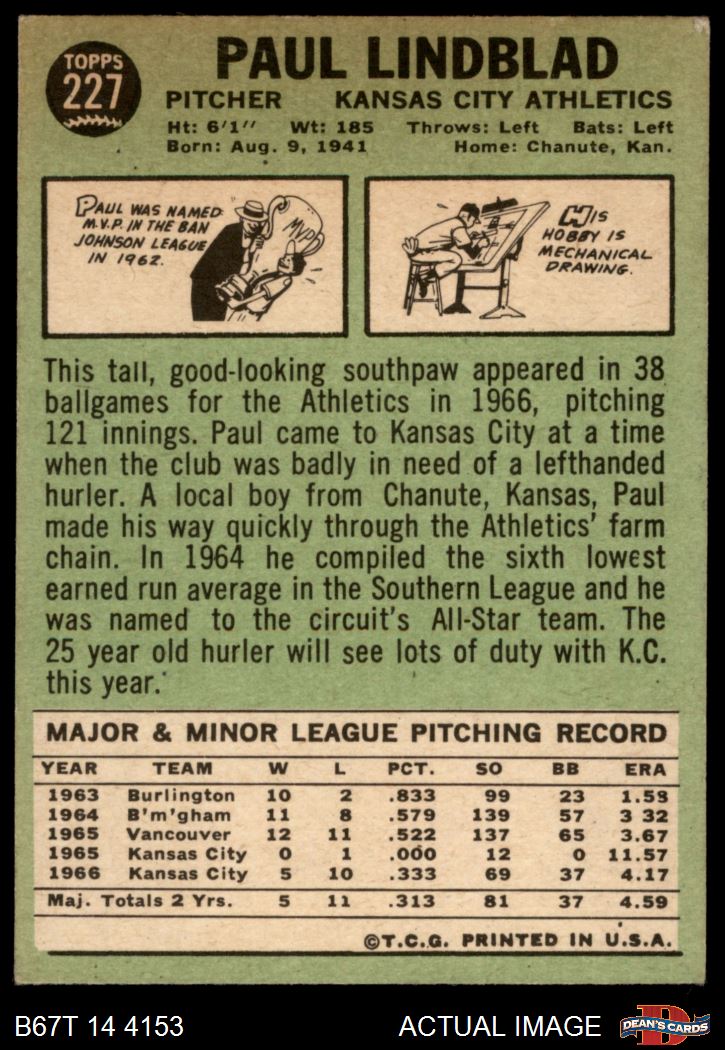 TOPPS
227
PAUL LINDBLAD
PITCHER KANSAS CITY ATHLETICS
Ht: 6'1" Wt: 185 Throws: Left Bats: Left
Born: Aug. 9, 1941 Home: Chanute, Kan.
PAUL WAS NAMED
M.V.P. IN THE BAN
JOHNSON LEAGUE
IN 1962.
MVP
HIS
HOBBY IS
MECHANICAL
DRAWING.
This tall, good-looking southpaw appeared in 38
ballgames for the Athletics in 1966, pitching
121 innings. Paul came to Kansas City at a time
when the club was badly in need of a lefthanded
hurler. A local boy from Chanute, Kansas, Paul
made his way quickly through the Athletics' farm
chain. In 1964 he compiled the sixth lowest
earned run average in the Southern League and he
was named to the circuit's All-Star team. The
25 year old hurler will see lots of duty with K.C.
this year.
MAJOR & MINOR LEAGUE PITCHING RECORD
YEAR TEAM W L PCT. SO BB ERA
1963 Burlington 10 2 .833 99 23 1.58
1964 B'm'gham 11 8 .579 139 57 3 32
1965 Vancouver 12 11 .522 137 65 3.67
1965 Kansas City 0 1 .000 12 0 11.57
1966 Kansas City 5 10 .333 69 37 4.17
Maj. Totals 2 Yrs. 5 11 .313 81 37 4.59
©T.C.G. PRINTED IN U.S.A.
B67T 14 4153 ACTUAL IMAGE
DEAN'S CARDS